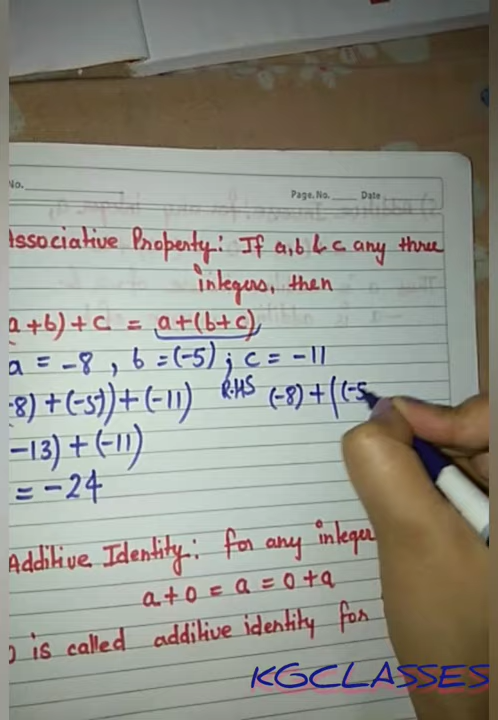 No.
Page. No. Date
Associative Property: If a, b & c any three
integers, then
(a+b)+c = a+(b+c)
a = -8, b = (-5); c = -11
-8)+(-5))+(-11) R.HS (-8)+((-5
-13)+(-11)
= -24
Additive Identity: for any integer
a+0 = a = 0+a
0 is called additive identity for
KGCLASSES